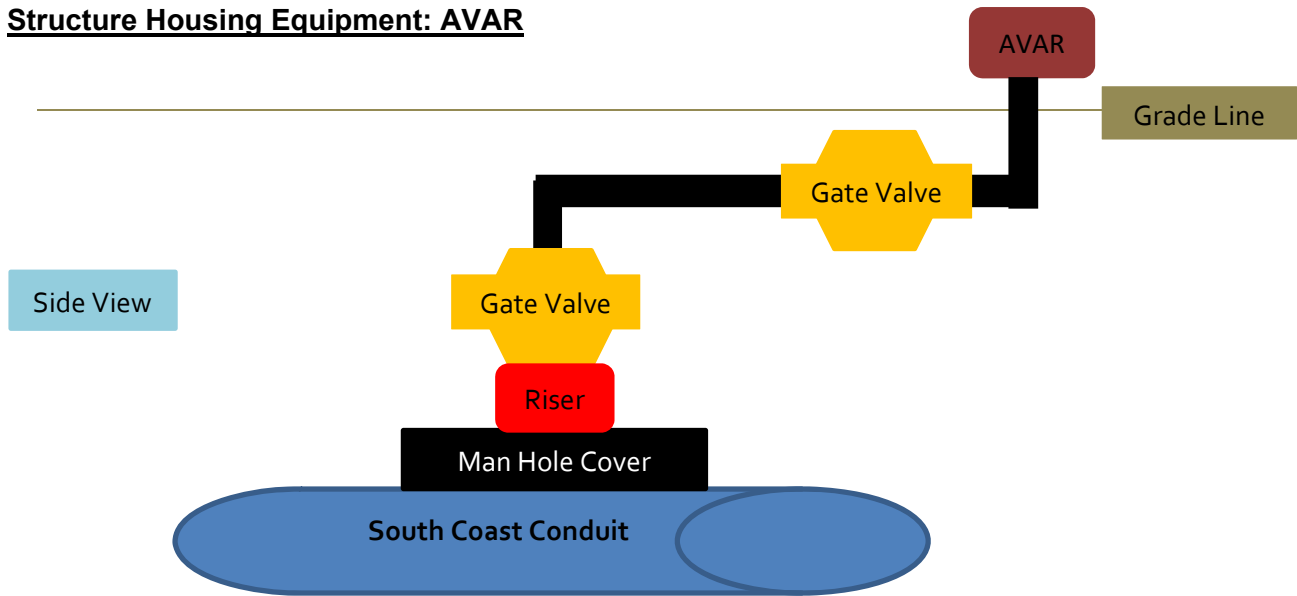 Structure Housing Equipment: AVAR
AVAR
Grade Line
Gate Valve
Side View
Gate Valve
Riser
Man Hole Cover
South Coast Conduit